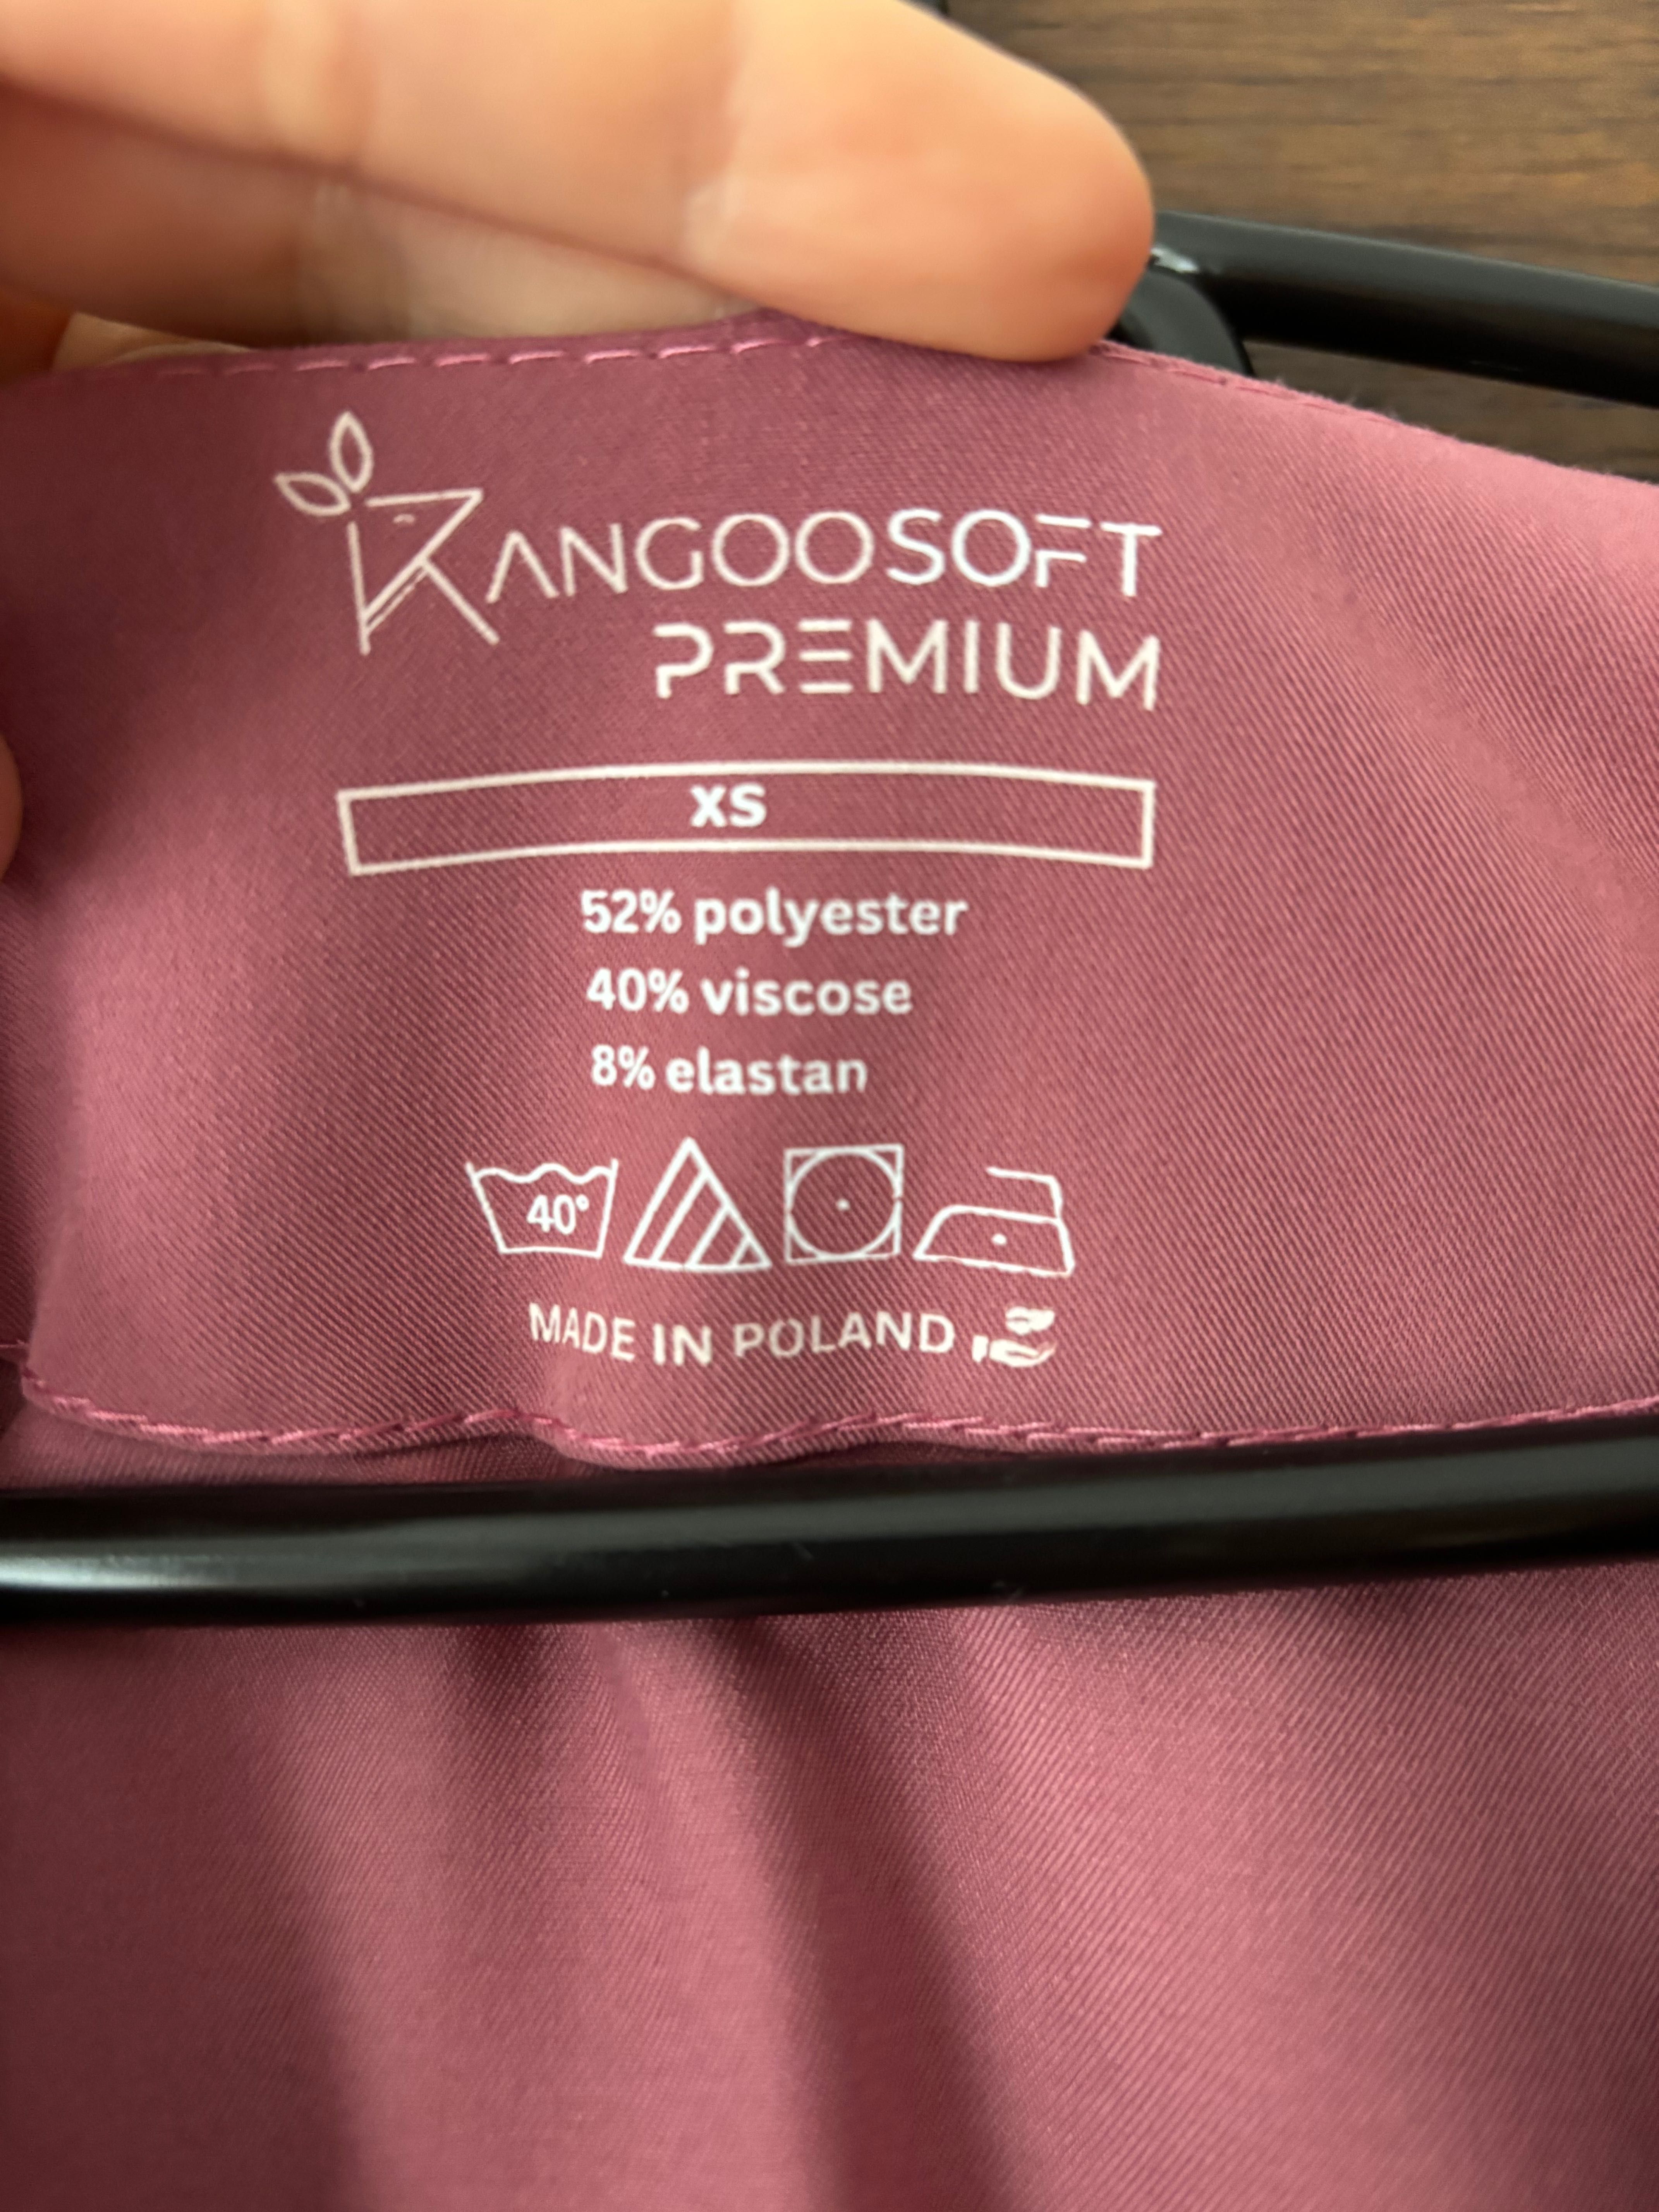 KANGOOSOFT
PREMIUM
XS
52% polyester
40% viscose
8% elastan
40°
MADE IN POLAND